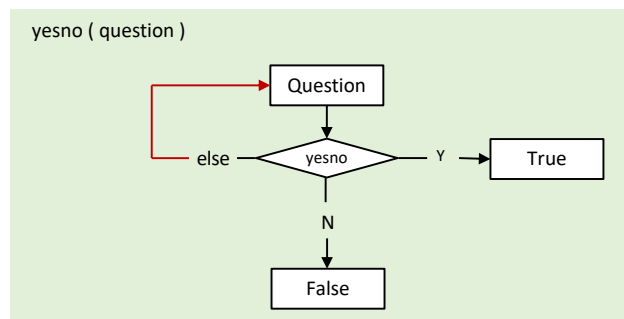 yesno ( question )
Question
else
yesno
Y
True
N
False